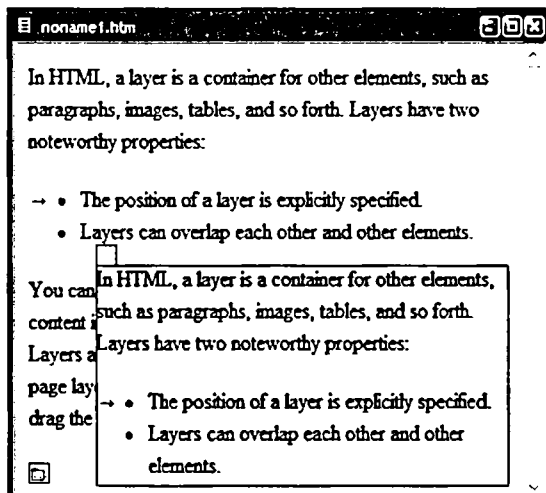 noname1.htm
In HTML, a layer is a container for other elements, such as
paragraphs, images, tables, and so forth. Layers have two
noteworthy properties:
→ • The position of a layer is explicitly specified.
• Layers can overlap each other and other elements.
You can
content
Layers a
page lay
drag the
In HTML, a layer is a container for other elements,
such as paragraphs, images, tables, and so forth.
Layers have two noteworthy properties:
→ • The position of a layer is explicitly specified.
• Layers can overlap each other and other
elements.